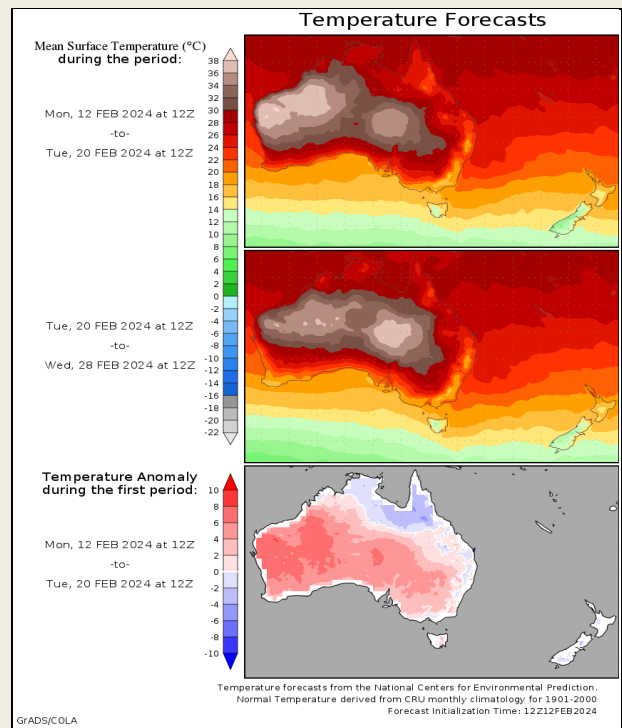 Temperature Forecasts
Mean Surface Temperature (°C)
during the period:
Mon, 12 FEB 2024 at 12Z
-to-
Tue, 20 FEB 2024 at 12Z
38
36
34
32
30
28
26
24
22
20
18
16
14
12
10
8
6
4
2
0
-2
-4
-6
-8
-10
-12
-14
-16
-18
-20
-22
Tue, 20 FEB 2024 at 12Z
-to-
Wed, 28 FEB 2024 at 12Z
Temperature Anomaly
during the first period:
Mon, 12 FEB 2024 at 12Z
-to-
Tue, 20 FEB 2024 at 12Z
10
8
6
4
2
0
-2
-4
-6
-8
-10
Temperature forecasts from the National Centers for Environmental Prediction.
Normal Temperature derived from CRU monthly climatology for 1901-2000
Forecast Initialization Time: 12Z12FEB2024
GrADS/COLA